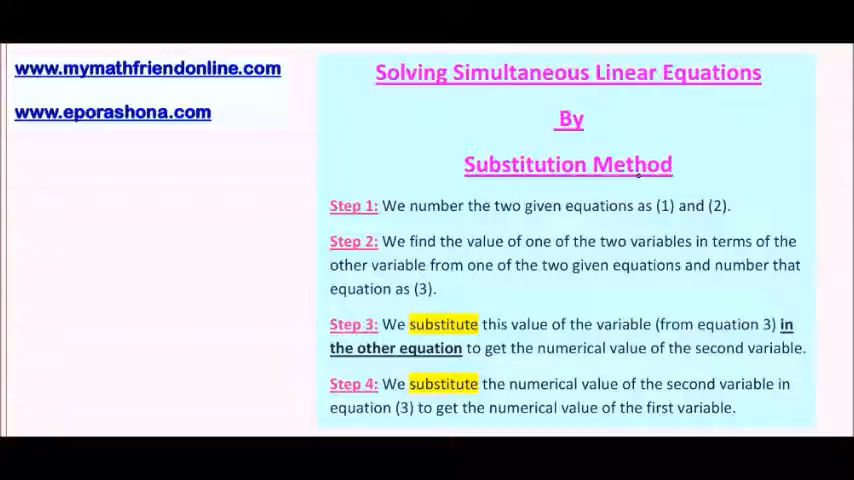 www.mymathfriendonline.com
www.eporashona.com
Solving Simultaneous Linear Equations
By
Substitution Method
Step 1: We number the two given equations as (1) and (2).
Step 2: We find the value of one of the two variables in terms of the
other variable from one of the two given equations and number that
equation as (3).
Step 3: We substitute this value of the variable (from equation 3) in
the other equation to get the numerical value of the second variable.
Step 4: We substitute the numerical value of the second variable in
equation (3) to get the numerical value of the first variable.